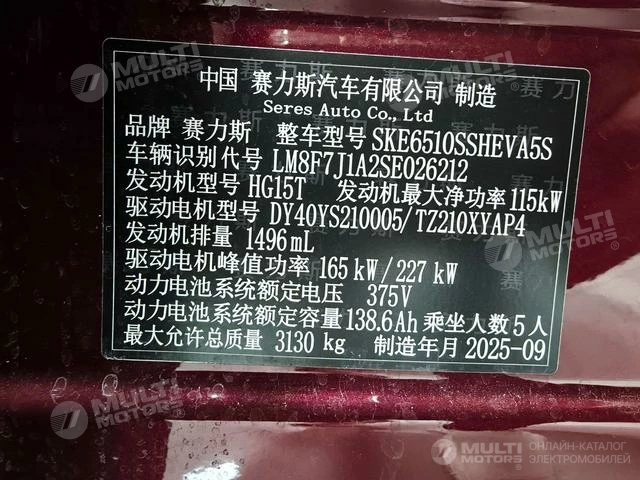 中国 赛力斯汽车有限公司 制造
Seres Auto Co., Ltd
品牌 赛力斯 整车型号 SKE6510SSHEVA5S
车辆识别代号 LM8F7J1A2SE026212
发动机型号 HG15T 发动机最大净功率 115kW
驱动电机型号 DY40YS210005/TZ210XYAP4
发动机排量 1496mL
驱动电机峰值功率 165 kW/227 kW
动力电池系统额定电压 375V
动力电池系统额定容量 138.6Ah 乘坐人数 5人
最大允许总质量 3130 kg 制造年月 2025-09
MULTI MOTORS®
MULTI MOTORS®
MULTI MOTORS®
MULTI MOTORS
ОНЛАЙН-КАТАЛОГ
ЭЛЕКТРОМОБИЛЕЙ